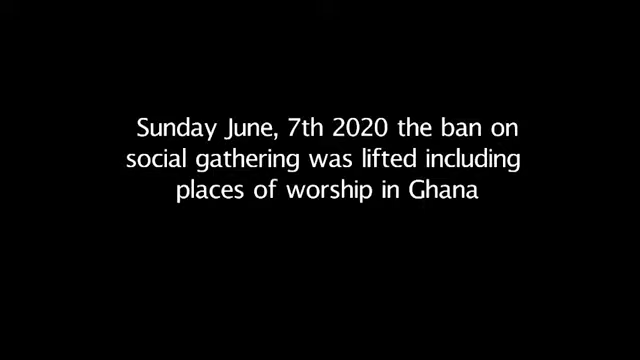 Sunday June, 7th 2020 the ban on
social gathering was lifted including
places of worship in Ghana